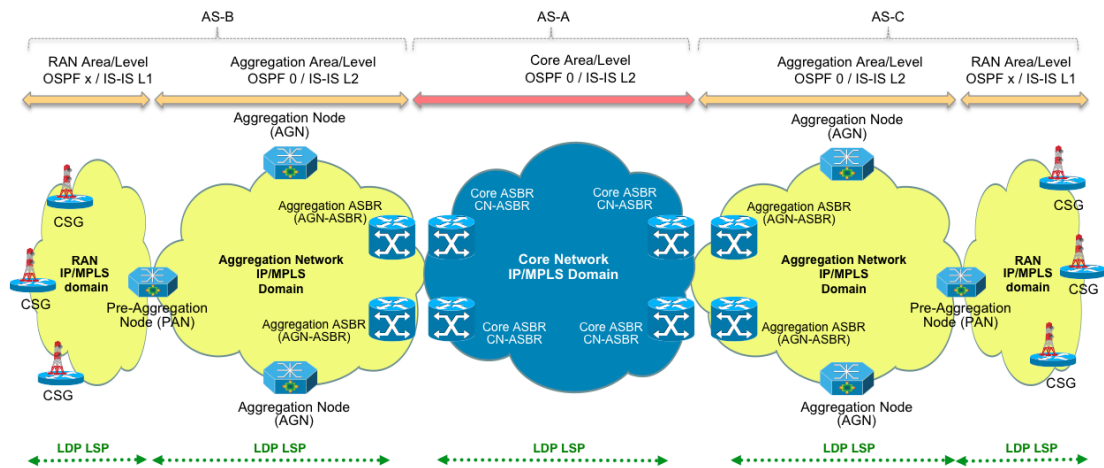 AS-B
AS-A
AS-C
RAN Area/Level
OSPF x / IS-IS L1
Aggregation Area/Level
OSPF 0 / IS-IS L2
Core Area/Level
OSPF 0 / IS-IS L2
Aggregation Area/Level
OSPF 0 / IS-IS L2
RAN Area/Level
OSPF x / IS-IS L1
Aggregation Node
(AGN)
Aggregation Node
(AGN)
CSG
CSG
CSG
RAN
IP/MPLS
domain
Pre-Aggregation
Node (PAN)
Aggregation ASBR
(AGN-ASBR)
Aggregation Network
IP/MPLS
Domain
Aggregation ASBR
(AGN-ASBR)
Aggregation Node
(AGN)
Core ASBR
CN-ASBR
Core ASBR
CN-ASBR
Core Network
IP/MPLS Domain
Core ASBR
CN-ASBR
Core ASBR
CN-ASBR
Aggregation ASBR
(AGN-ASBR)
Aggregation Network
IP/MPLS
Domain
Aggregation ASBR
(AGN-ASBR)
Aggregation Node
(AGN)
Pre-Aggregation
Node (PAN)
RAN
IP/MPLS
domain
CSG
CSG
CSG
LDP LSP
LDP LSP
LDP LSP
LDP LSP
LDP LSP